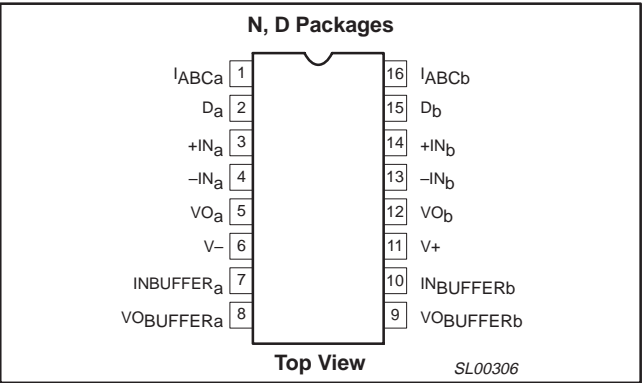 N, D Packages
IABCa 1 16 IABCb
Da 2 15 Db
+INa 3 14 +INb
–INa 4 13 –INb
VOa 5 12 VOb
V– 6 11 V+
INBUFFERa 7 10 INBUFFERb
VOBUFFERa 8 9 VOBUFFERb
Top View
SL00306